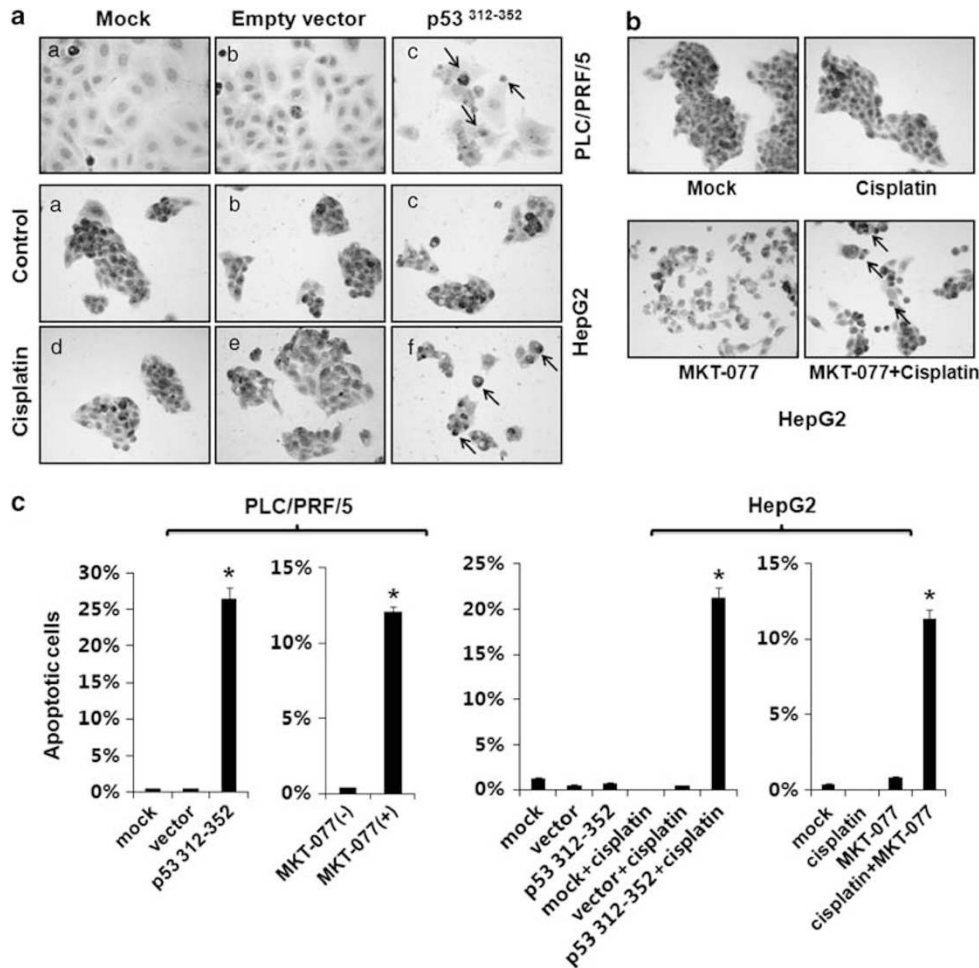 a
Mock
Empty vector
p53 312-352
a
b
c
PLC/PRF/5
Control
a
b
c
HepG2
Cisplatin
d
e
f
b
Mock
Cisplatin
MKT-077
MKT-077+Cisplatin
HepG2
c
PLC/PRF/5
HepG2
Apoptotic cells
30%
25%
20%
15%
10%
5%
0%
*
mock
vector
p53 312-352
15%
10%
5%
0%
*
MKT-077(-)
MKT-077(+)
25%
20%
15%
10%
5%
0%
*
mock
vector
p53 312-352
mock+cisplatin
vector+cisplatin
p53 312-352+cisplatin
15%
10%
5%
0%
*
mock
cisplatin
MKT-077
cisplatin+MKT-077